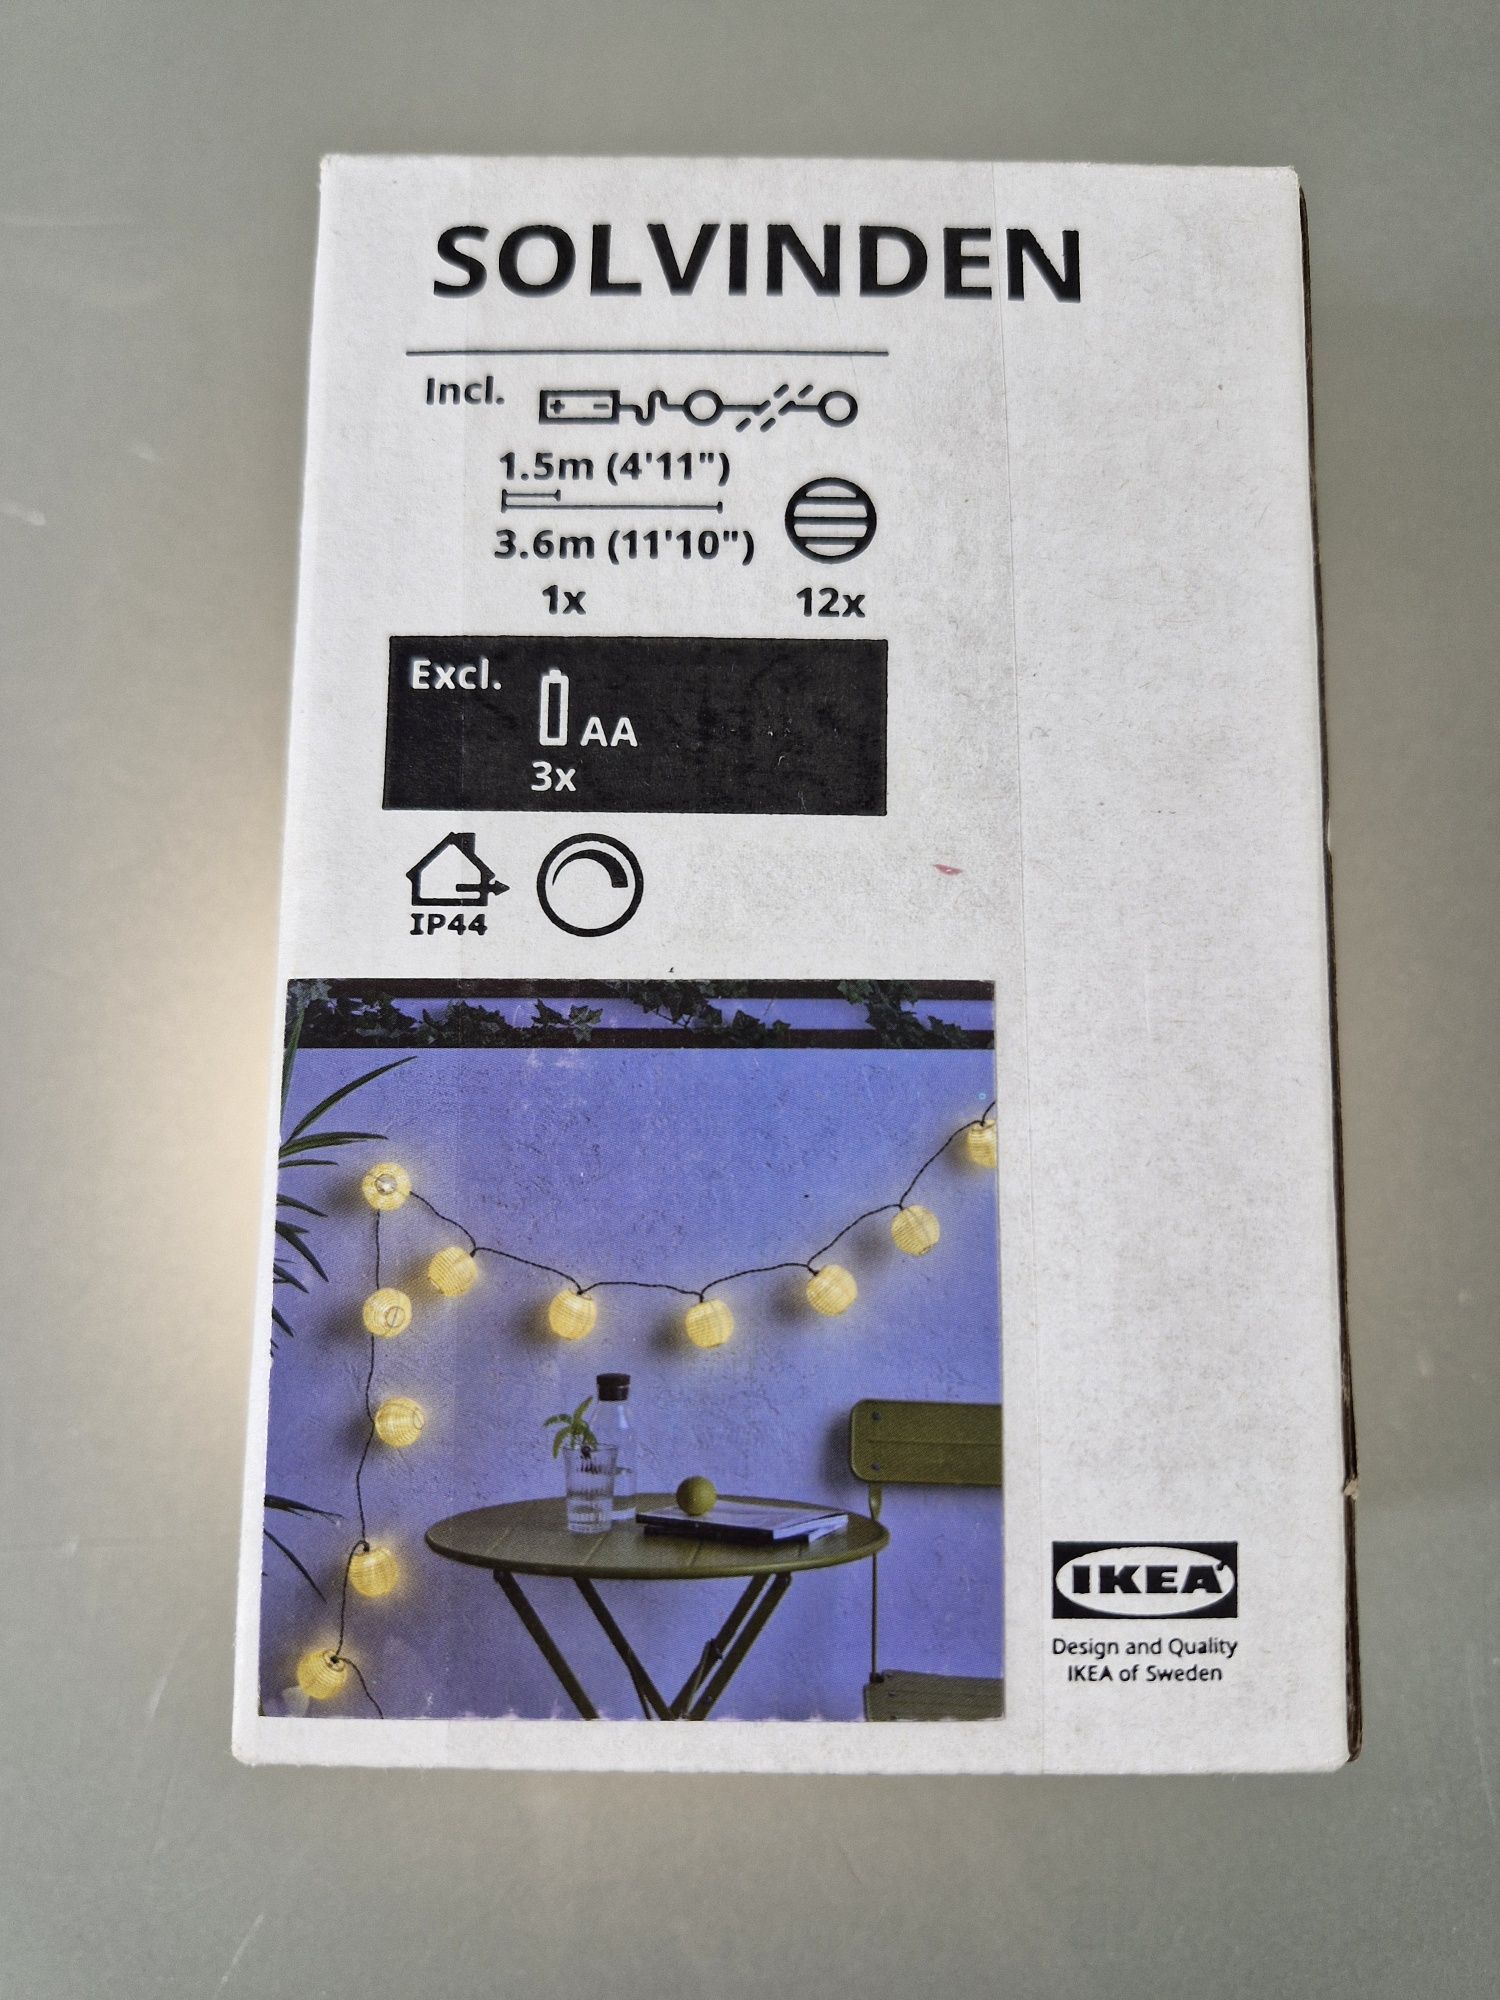 SOLVINDEN
Incl.
1.5m (4'11")
3.6m (11'10")
1x 12x
Excl.
AA
3x
IP44
IKEA
Design and Quality
IKEA of Sweden